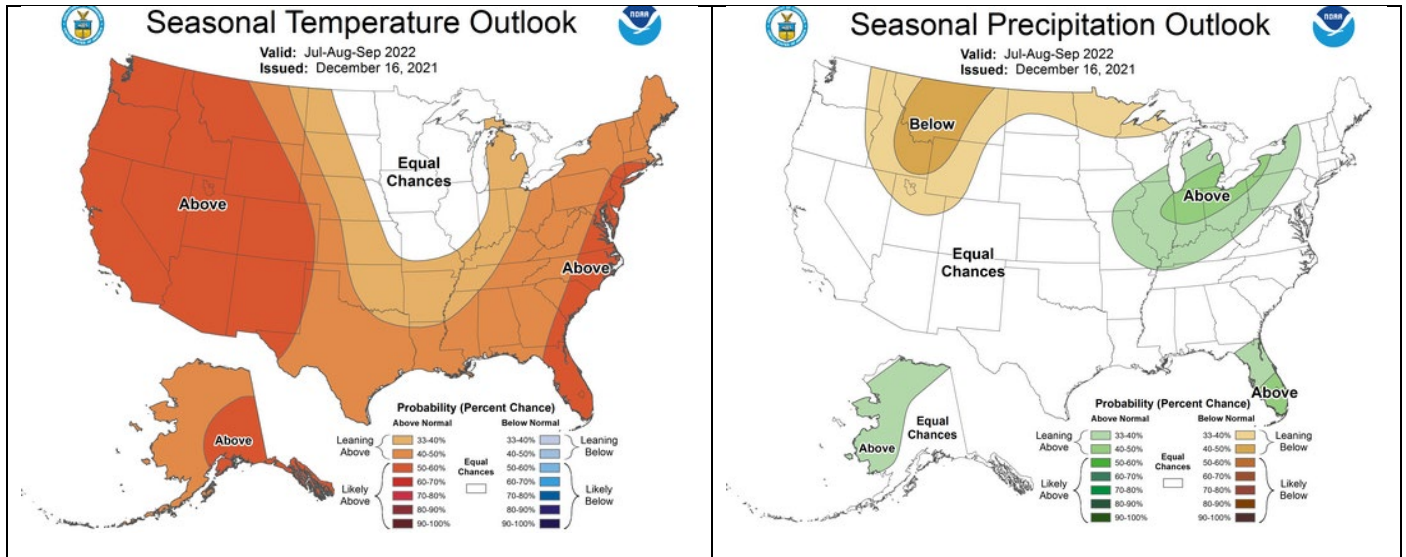 Seasonal Temperature Outlook
Valid: Jul-Aug-Sep 2022
Issued: December 16, 2021
NOAA
Above
Equal
Chances
Above
Above
Probability (Percent Chance)
Above Normal
Below Normal
Leaning
Above
33-40%
40-50%
Likely
Above
50-60%
60-70%
70-80%
80-90%
90-100%
Equal
Chances
33-40%
40-50%
Leaning
Below
50-60%
60-70%
70-80%
80-90%
90-100%
Likely
Below
Seasonal Precipitation Outlook
Valid: Jul-Aug-Sep 2022
Issued: December 16, 2021
NOAA
Below
Above
Equal
Chances
Above
Above
Equal
Chances
Probability (Percent Chance)
Above Normal
Below Normal
Leaning
Above
33-40%
40-50%
Likely
Above
50-60%
60-70%
70-80%
80-90%
90-100%
Equal
Chances
33-40%
40-50%
Leaning
Below
50-60%
60-70%
70-80%
80-90%
90-100%
Likely
Below